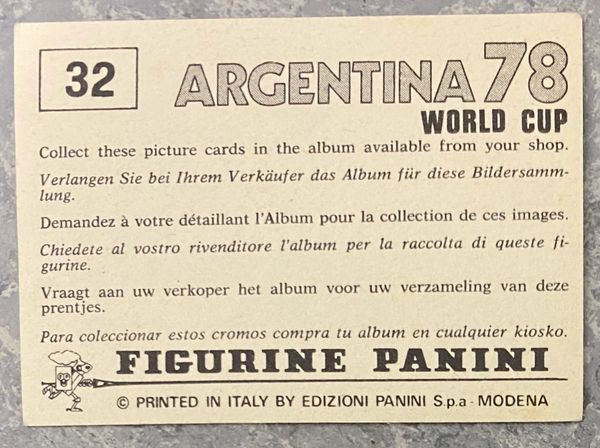 32
ARGENTINA 78
WORLD CUP
Collect these picture cards in the album available from your shop.
Verlangen Sie bei Ihrem Verkäufer das Album für diese Bildersamm-
lung.
Demandez à votre détaillant l'Album pour la collection de ces images.
Chiedete al vostro rivenditore l'album per la raccolta di queste fi-
gurine.
Vraagt aan uw verkoper het album voor uw verzameling van deze
prentjes.
Para coleccionar estos cromos compra tu album en cualquier kiosko.
FIGURINE PANINI
© PRINTED IN ITALY BY EDIZIONI PANINI S.p.a - MODENA